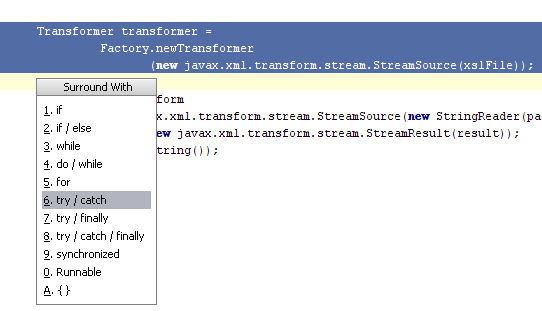 Transformer transformer =
Factory.newTransformer
(new javax.xml.transform.stream.StreamSource(xslFile));
Surround With
1. if
2. if / else
3. while
4. do / while
5. for
6. try / catch
7. try / finally
8. try / catch / finally
9. synchronized
0. Runnable
A. { }
form
x.xml.transform.stream.StreamSource(new StringReader(pa
ew javax.xml.transform.stream.StreamResult(result));
tring());